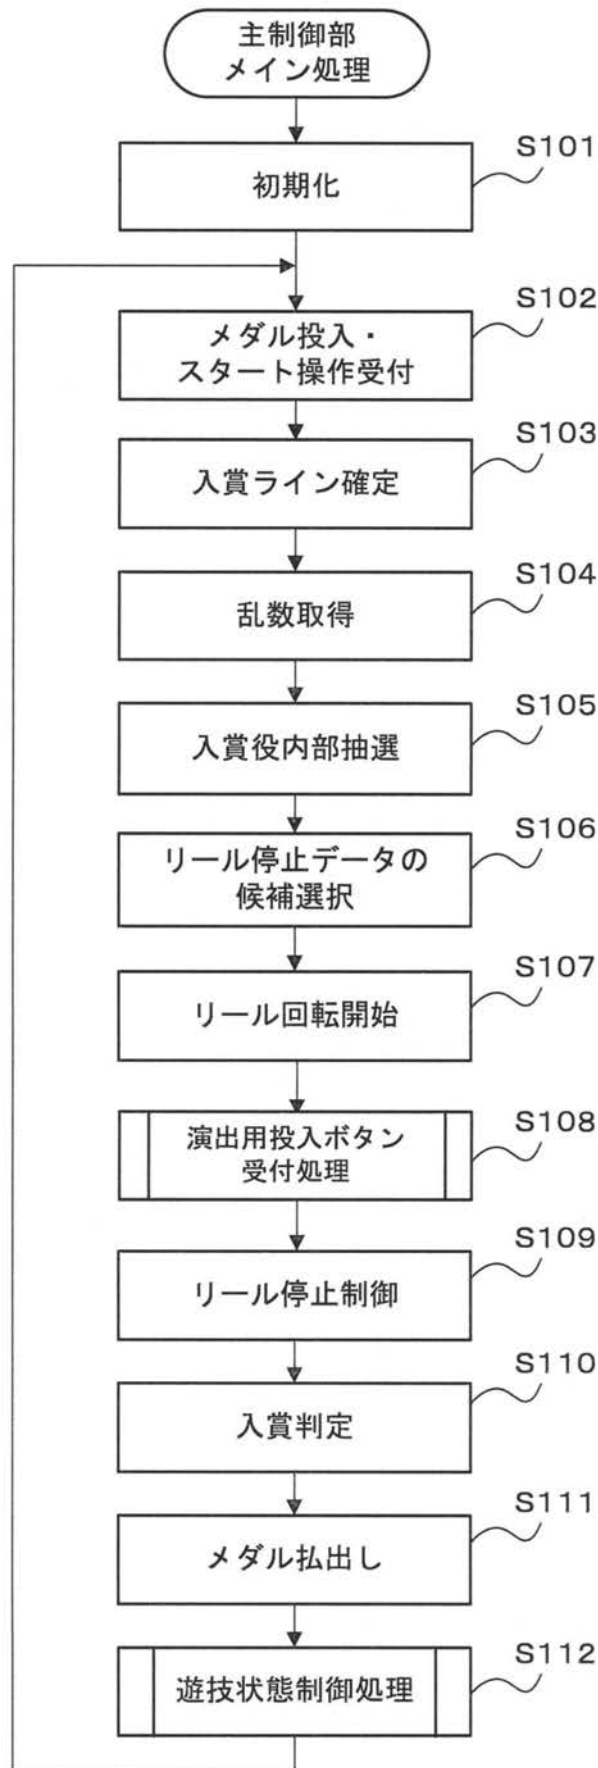 主制御部
メイン処理
S101
初期化
S102
メダル投入・
スタート操作受付
S103
入賞ライン確定
S104
乱数取得
S105
入賞役内部抽選
S106
リール停止データの
候補選択
S107
リール回転開始
S108
演出用投入ボタン
受付処理
S109
リール停止制御
S110
入賞判定
S111
メダル払出し
S112
遊技状態制御処理